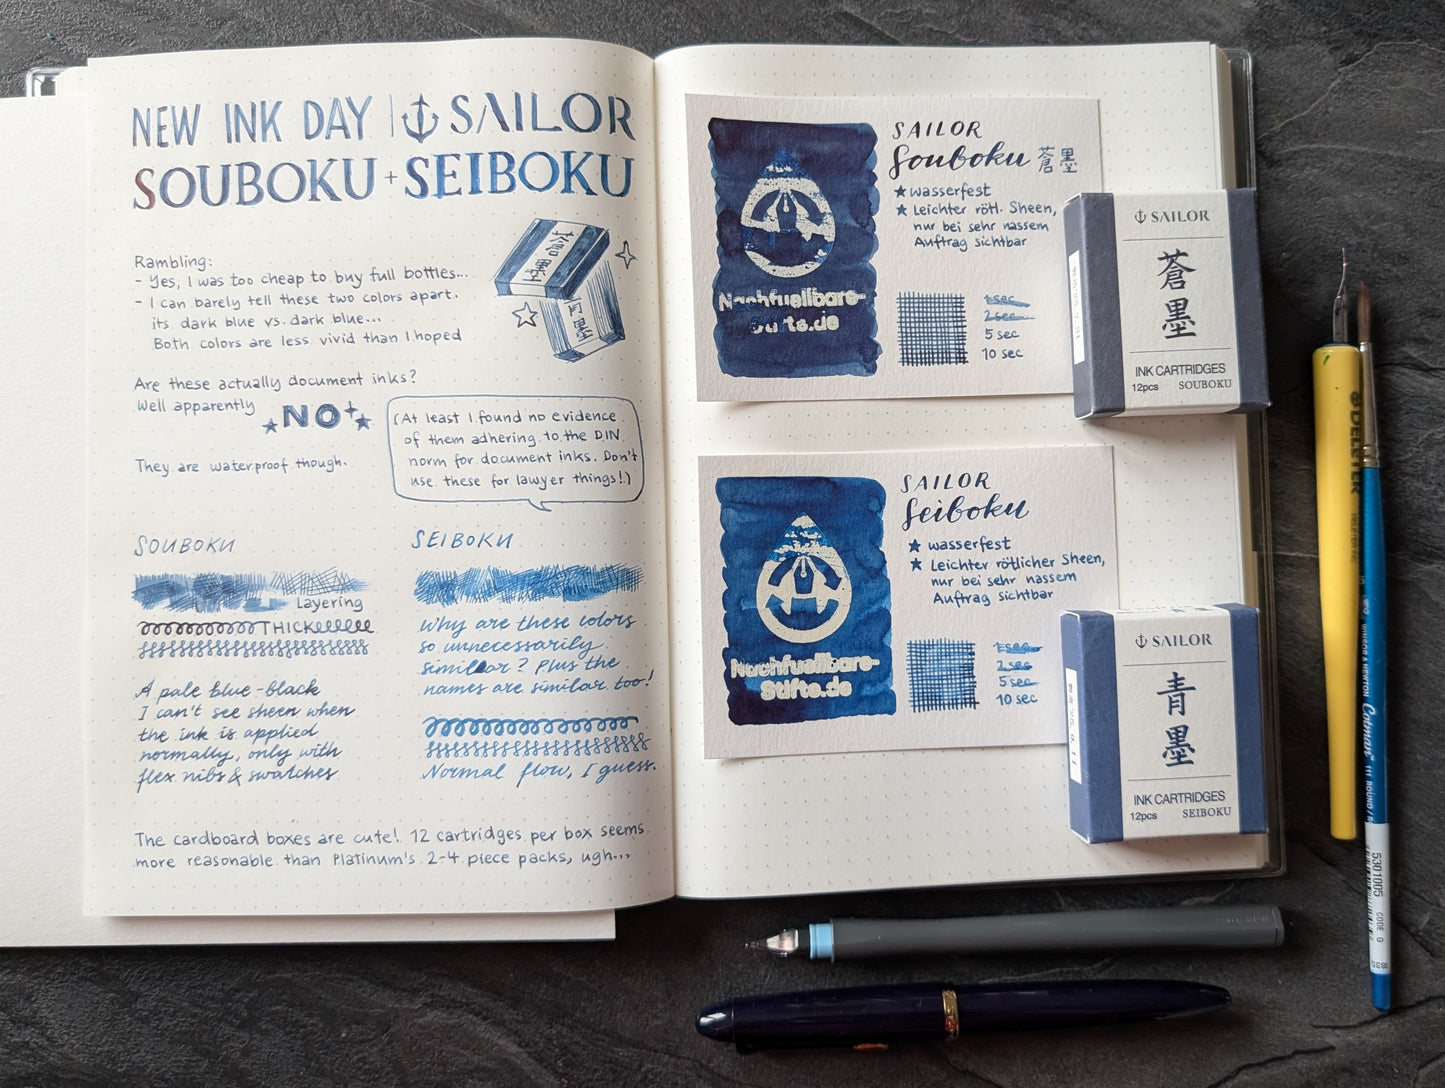 NEW INK DAY | SAILOR
SOUBOKU + SEIBOKU
蒼墨
青墨
Rambling:
- Yes, I was too cheap to buy full bottles...
- I can barely tell these two colors apart.
its dark blue vs. dark blue...
Both colors are less vivid than I hoped
Are these actually document inks?
Well apparently
NO
(At least I found no evidence
of them adhering to the DIN
norm for document inks. Don't
use these for lawyer things!)
They are waterproof though.
SOUBOKU
Layering
THICK
A pale blue-black
I can't see sheen when
the ink is applied
normally, only with
flex nibs & swatches
SEIBOKU
Why are these colors
so unnecessarily
similar? Plus the
names are similar too!
Normal flow, I guess.
The cardboard boxes are cute! 12 cartridges per box seems
more reasonable than Platinum's 2-4 piece packs, ugh...
Nachfuellbare-
Stifte.de
SAILOR
Souboku 蒼墨
★ wasserfest
★ Leichter rötl. Sheen,
nur bei sehr nassem
Auftrag sichtbar
1 sec
2 sec
5 sec
10 sec
SAILOR
蒼墨
INK CARTRIDGES
12pcs SOUBOKU
Nachfuellbare-
Stifte.de
SAILOR
Seiboku
★ wasserfest
★ Leichter rötlicher Sheen,
nur bei sehr nassem
Auftrag sichtbar
1 sec
2 sec
5 sec
10 sec
SAILOR
青墨
INK CARTRIDGES
12pcs SEIBOKU
DELETER
WINSOR & NEWTON Cotman 11 ROUND
5301005 CODE G